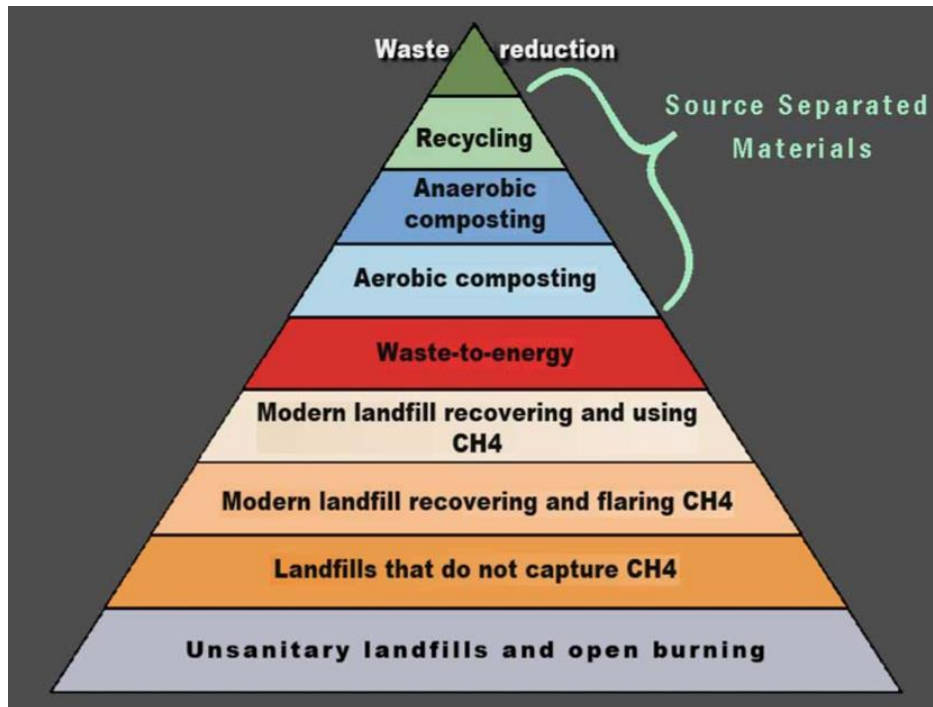 Waste reduction
Source Separated
Materials
Recycling
Anaerobic
composting
Aerobic composting
Waste-to-energy
Modern landfill recovering and using
CH4
Modern landfill recovering and flaring CH4
Landfills that do not capture CH4
Unsanitary landfills and open burning